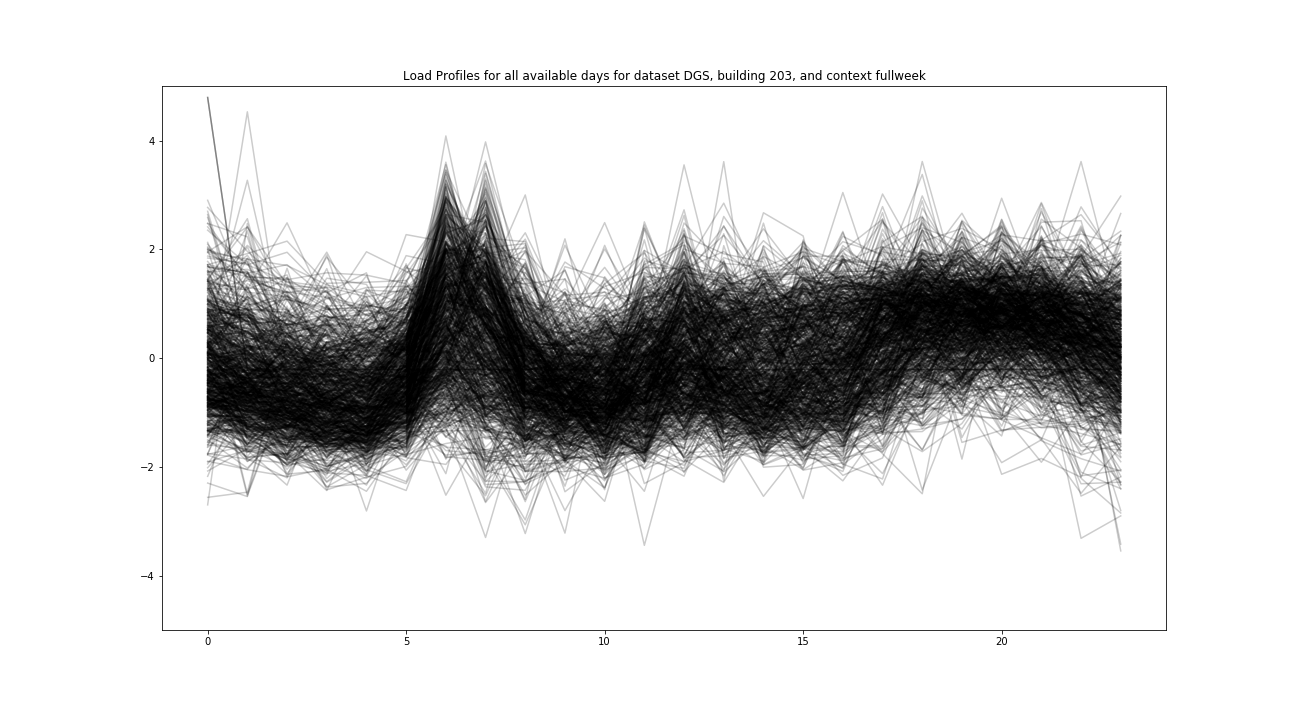 Load Profiles for all available days for dataset DGS, building 203, and context fullweek
4
2
0
−2
−4
0 5 10 15 20